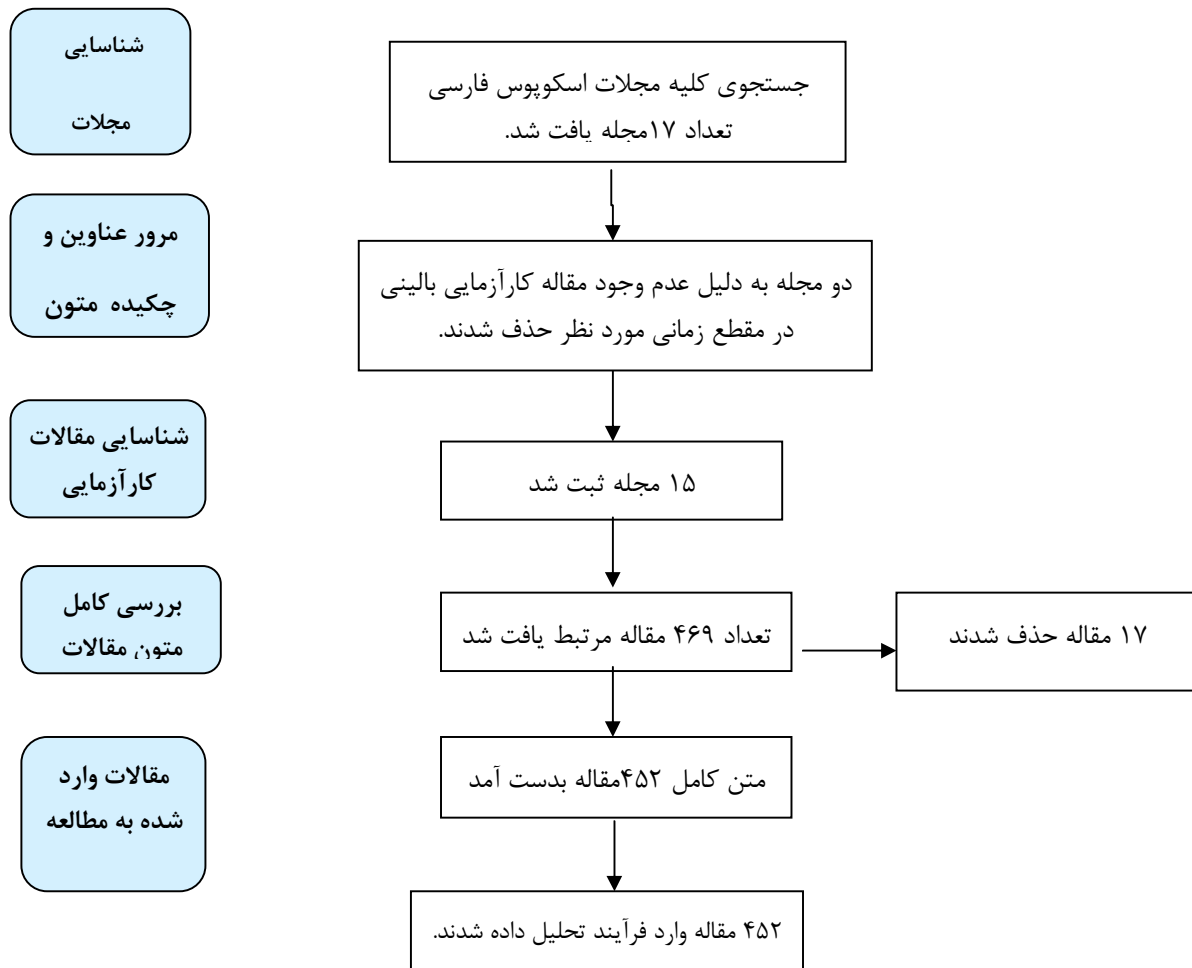 شناسایی
مجلات
جستجوی کلیه مجلات اسکوپوس فارسی
تعداد ۱۷مجله یافت شد.
مرور عناوین و
چکیده متون
دو مجله به دلیل عدم وجود مقاله کارآزمایی بالینی
در مقطع زمانی مورد نظر حذف شدند.
شناسایی مقالات
کارآزمایی
۱۵ مجله ثبت شد
بررسی کامل
متون مقالات
تعداد ۴۶۹ مقاله مرتبط یافت شد
۱۷ مقاله حذف شدند
مقالات وارد
شده به مطالعه
متن کامل ۴۵۲مقاله بدست آمد
۴۵۲ مقاله وارد فرآیند تحلیل داده شدند.